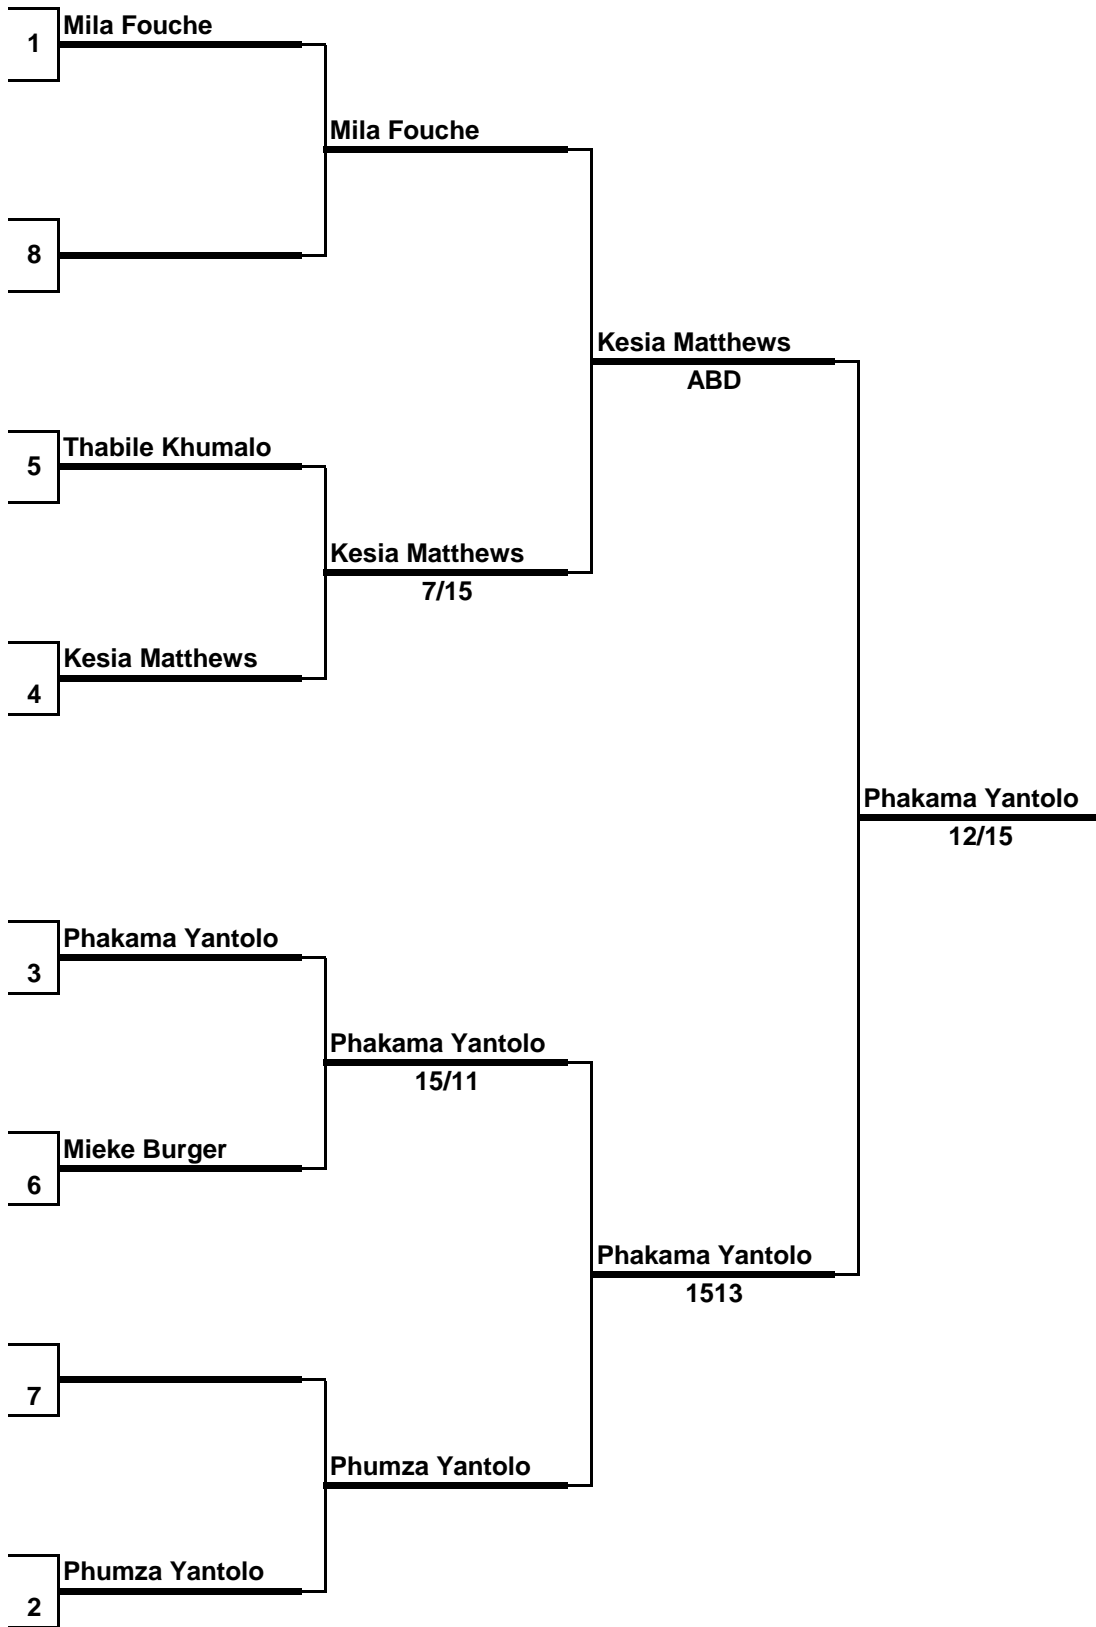 1 Mila Fouche
Mila Fouche
8
Kesia Matthews
ABD
5 Thabile Khumalo
Kesia Matthews
7/15
4 Kesia Matthews
Phakama Yantolo
12/15
3 Phakama Yantolo
Phakama Yantolo
15/11
6 Mieke Burger
Phakama Yantolo
1513
7
Phumza Yantolo
2 Phumza Yantolo